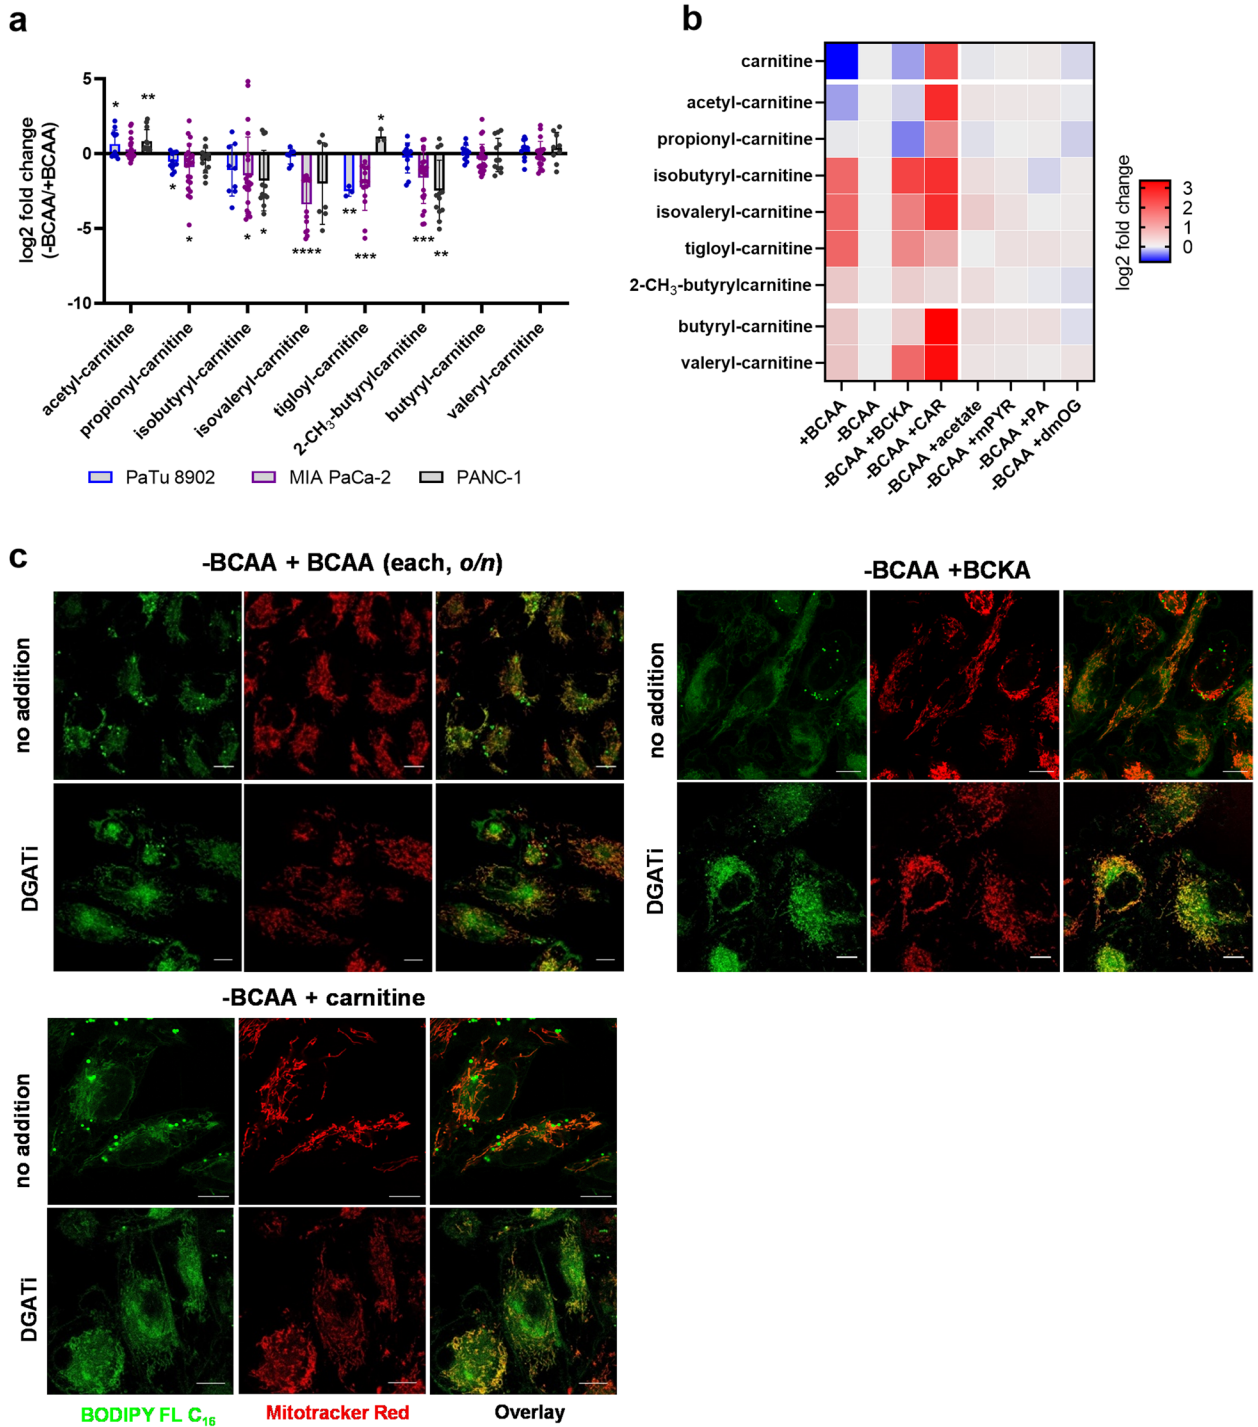 a
5
0
-5
-10
log2 fold change
(-BCAA/+BCAA)
*
**
*
*
*
*
****
**
***
*
***
**
acetyl-carnitine
propionyl-carnitine
isobutyryl-carnitine
isovaleryl-carnitine
tigloyl-carnitine
2-CH3-butyrylcarnitine
butyryl-carnitine
valeryl-carnitine
PaTu 8902
MIA PaCa-2
PANC-1
b
carnitine
acetyl-carnitine
propionyl-carnitine
isobutyryl-carnitine
isovaleryl-carnitine
tigloyl-carnitine
2-CH3-butyrylcarnitine
butyryl-carnitine
valeryl-carnitine
+BCAA
-BCAA
-BCAA +BCKA
-BCAA +CAR
-BCAA +acetate
-BCAA +mPYR
-BCAA +PA
-BCAA +dmOG
log2 fold change
3
2
1
0
c
-BCAA + BCAA (each, o/n)
no addition
DGATi
-BCAA +BCKA
no addition
DGATi
-BCAA + carnitine
no addition
DGATi
BODIPY FL C16
Mitotracker Red
Overlay